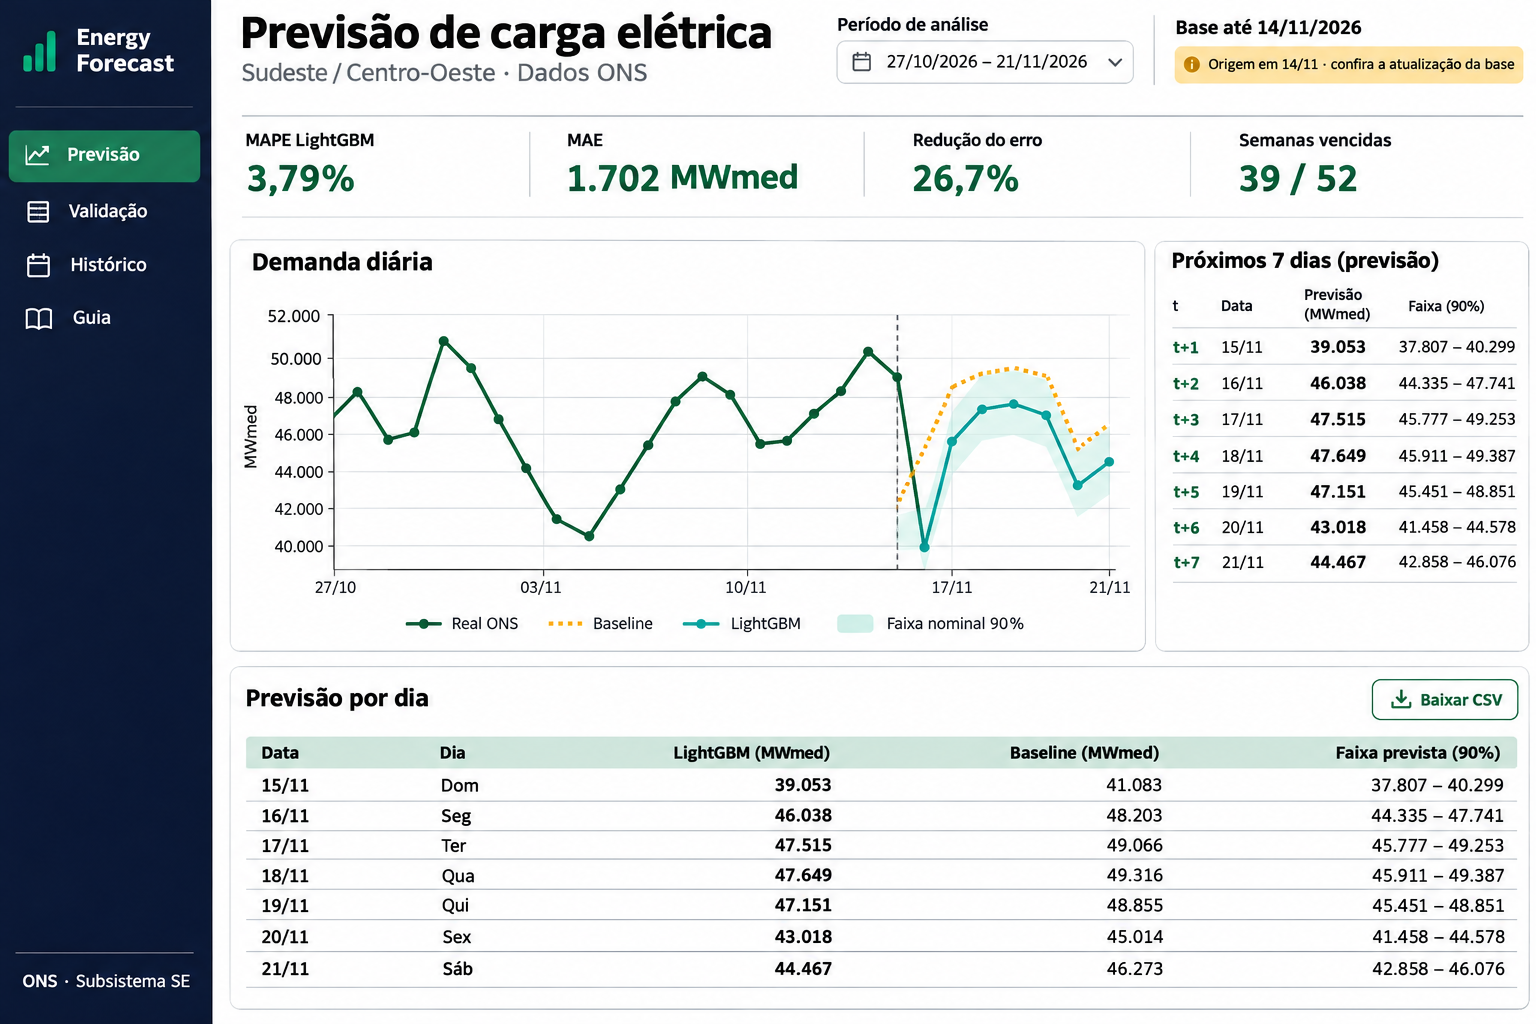 Energy
Forecast
Previsão
Validação
Histórico
Guia
ONS · Subsistema SE
Previsão de carga elétrica
Sudeste / Centro-Oeste · Dados ONS
Período de análise
27/10/2026 – 21/11/2026
Base até 14/11/2026
Origem em 14/11 · confira a atualização da base
MAPE LightGBM
3,79%
MAE
1.702 MWmed
Redução do erro
26,7%
Semanas vencidas
39 / 52
Demanda diária
MWmed
52.000
50.000
48.000
46.000
44.000
42.000
40.000
27/10 03/11 10/11 17/11 21/11
Real ONS Baseline LightGBM Faixa nominal 90%
Próximos 7 dias (previsão)
t Data Previsão (MWmed) Faixa (90%)
t+1 15/11 39.053 37.807 – 40.299
t+2 16/11 46.038 44.335 – 47.741
t+3 17/11 47.515 45.777 – 49.253
t+4 18/11 47.649 45.911 – 49.387
t+5 19/11 47.151 45.451 – 48.851
t+6 20/11 43.018 41.458 – 44.578
t+7 21/11 44.467 42.858 – 46.076
Previsão por dia
Baixar CSV
Data Dia LightGBM (MWmed) Baseline (MWmed) Faixa prevista (90%)
15/11 Dom 39.053 41.083 37.807 – 40.299
16/11 Seg 46.038 48.203 44.335 – 47.741
17/11 Ter 47.515 49.066 45.777 – 49.253
18/11 Qua 47.649 49.316 45.911 – 49.387
19/11 Qui 47.151 48.855 45.451 – 48.851
20/11 Sex 43.018 45.014 41.458 – 44.578
21/11 Sáb 44.467 46.273 42.858 – 46.076